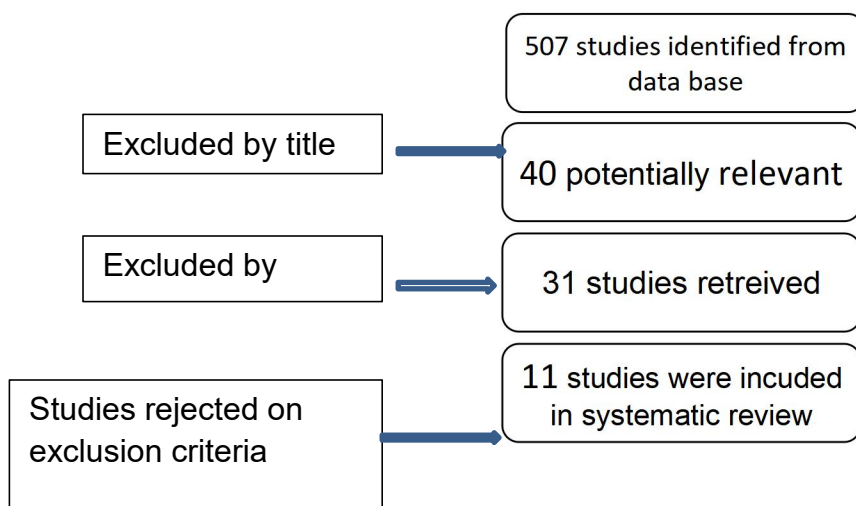 507 studies identified from
data base
Excluded by title
40 potentially relevant
Excluded by
31 studies retreived
Studies rejected on
exclusion criteria
11 studies were incuded
in systematic review